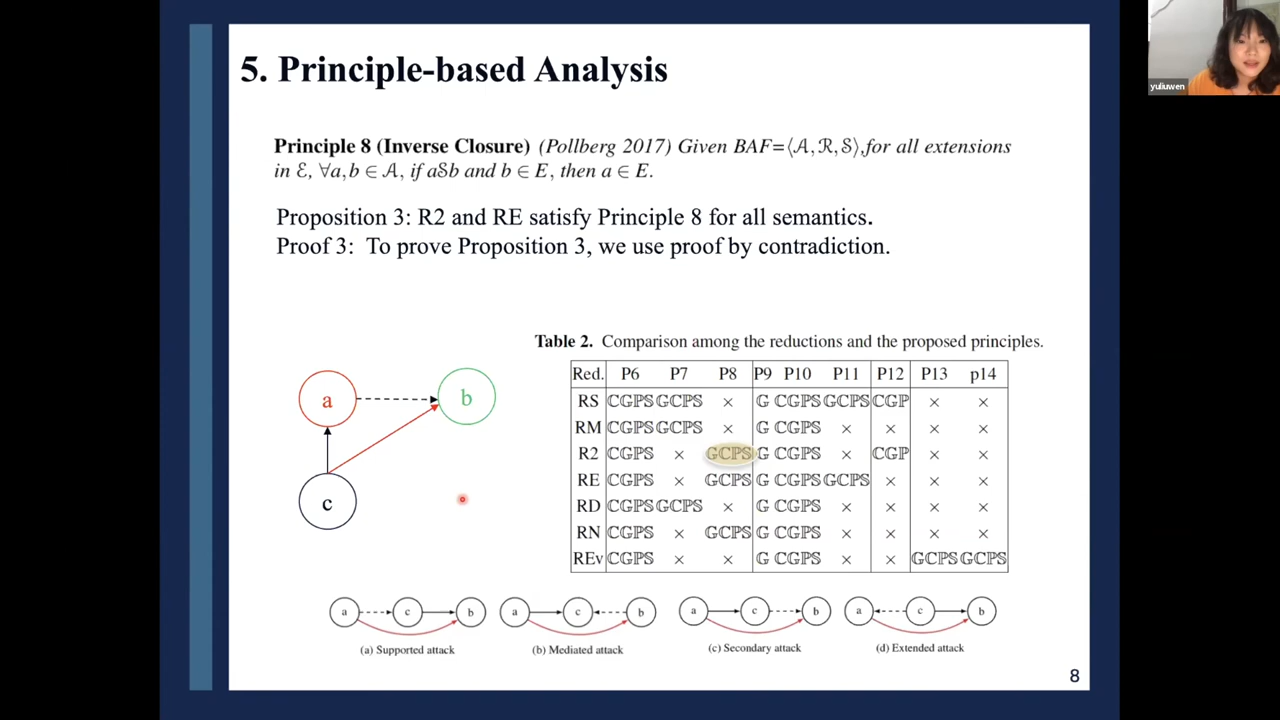 5. Principle-based Analysis
yuliuwen
Principle 8 (Inverse Closure) (Pollberg 2017) Given BAF=⟨𝒜,ℛ,𝒮⟩,for all extensions
in ℰ, ∀a,b ∈ 𝒜, if a𝒮b and b ∈ E, then a ∈ E.
Proposition 3: R2 and RE satisfy Principle 8 for all semantics.
Proof 3: To prove Proposition 3, we use proof by contradiction.
Table 2. Comparison among the reductions and the proposed principles.
Red. P6 P7 P8 P9 P10 P11 P12 P13 p14
RS ℂ𝔾ℙ𝕊 𝔾ℂℙ𝕊 × 𝔾 ℂ𝔾ℙ𝕊 𝔾ℂℙ𝕊 ℂ𝔾ℙ × ×
RM ℂ𝔾ℙ𝕊 𝔾ℂℙ𝕊 × 𝔾 ℂ𝔾ℙ𝕊 × × × ×
R2 ℂ𝔾ℙ𝕊 × 𝔾ℂℙ𝕊 𝔾 ℂ𝔾ℙ𝕊 × ℂ𝔾ℙ × ×
RE ℂ𝔾ℙ𝕊 × 𝔾ℂℙ𝕊 𝔾 ℂ𝔾ℙ𝕊 𝔾ℂℙ𝕊 × × ×
RD ℂ𝔾ℙ𝕊 𝔾ℂℙ𝕊 × 𝔾 ℂ𝔾ℙ𝕊 × × × ×
RN ℂ𝔾ℙ𝕊 × 𝔾ℂℙ𝕊 𝔾 ℂ𝔾ℙ𝕊 × × × ×
REv ℂ𝔾ℙ𝕊 × × 𝔾 ℂ𝔾ℙ𝕊 × × 𝔾ℂℙ𝕊 𝔾ℂℙ𝕊
a b
c
a c b a c b a c b a c b
(a) Supported attack (b) Mediated attack (c) Secondary attack (d) Extended attack
8